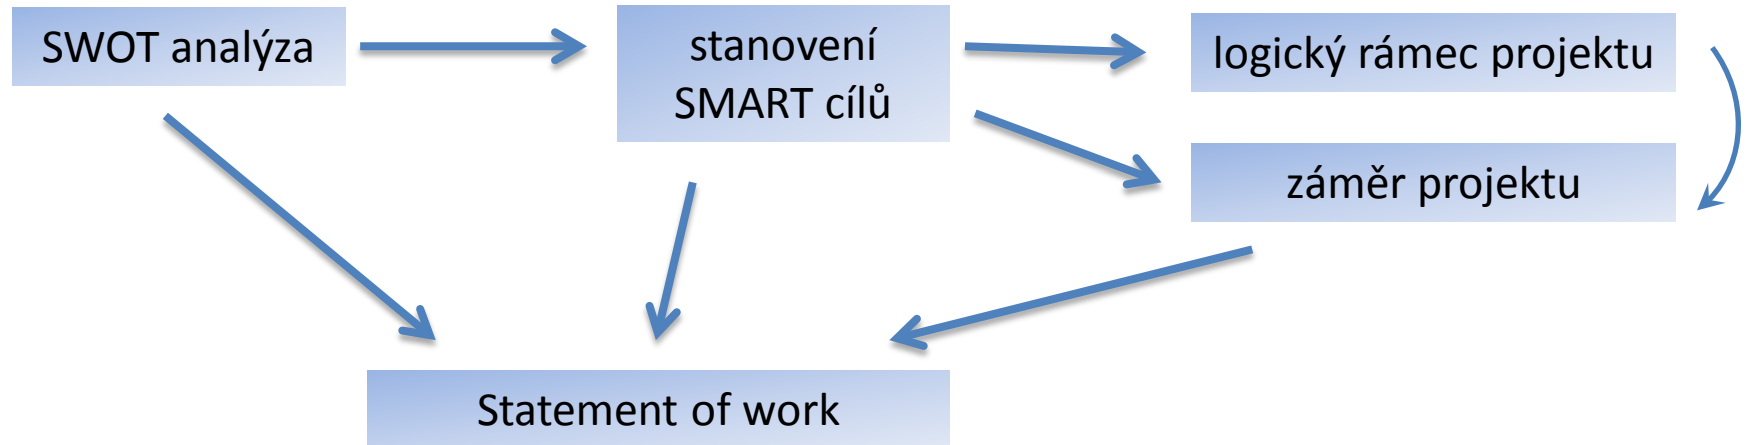 SWOT analýza
stanovení
SMART cílů
logický rámec projektu
záměr projektu
Statement of work